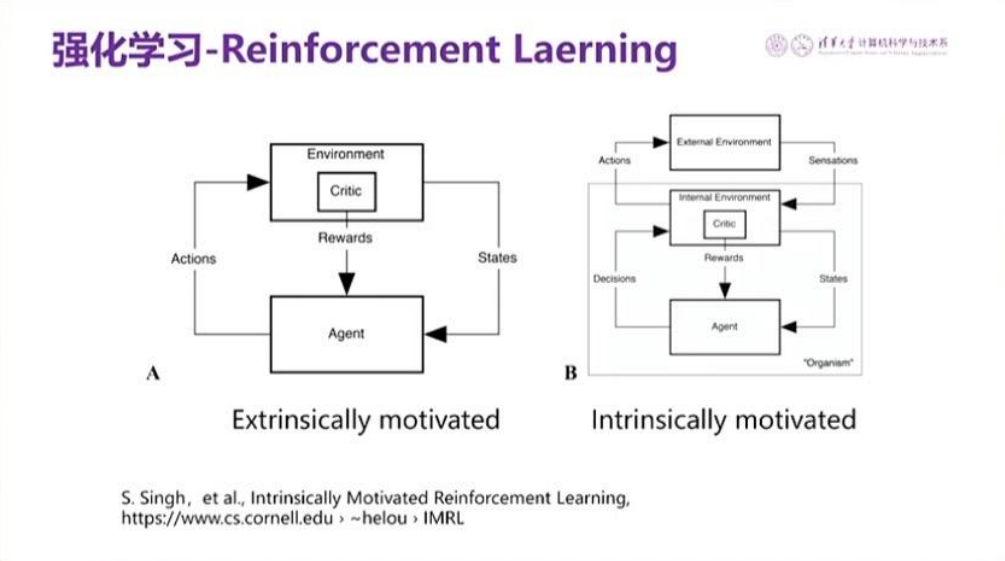 强化学习-Reinforcement Laerning
清华大学计算机科学与技术系
Environment
Critic
Rewards
Actions
States
Agent
A
Extrinsically motivated
External Environment
Actions
Sensations
Internal Environment
Critic
Rewards
Decisions
States
Agent
"Organism"
B
Intrinsically motivated
S. Singh， et al., Intrinsically Motivated Reinforcement Learning,
https://www.cs.cornell.edu › ~helou › IMRL